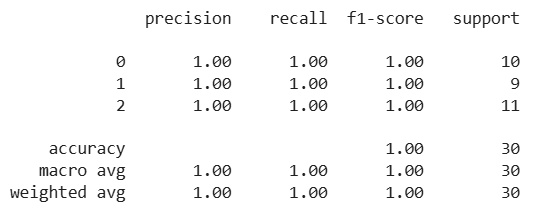 precision recall f1-score support
0 1.00 1.00 1.00 10
1 1.00 1.00 1.00 9
2 1.00 1.00 1.00 11
accuracy 1.00 30
macro avg 1.00 1.00 1.00 30
weighted avg 1.00 1.00 1.00 30